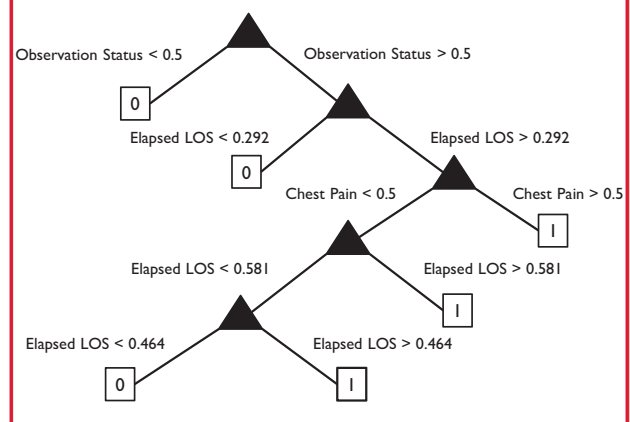 Observation Status < 0.5
Observation Status > 0.5
0
Elapsed LOS < 0.292
Elapsed LOS > 0.292
0
Chest Pain < 0.5
Chest Pain > 0.5
1
Elapsed LOS < 0.581
Elapsed LOS > 0.581
1
Elapsed LOS < 0.464
Elapsed LOS > 0.464
0
1